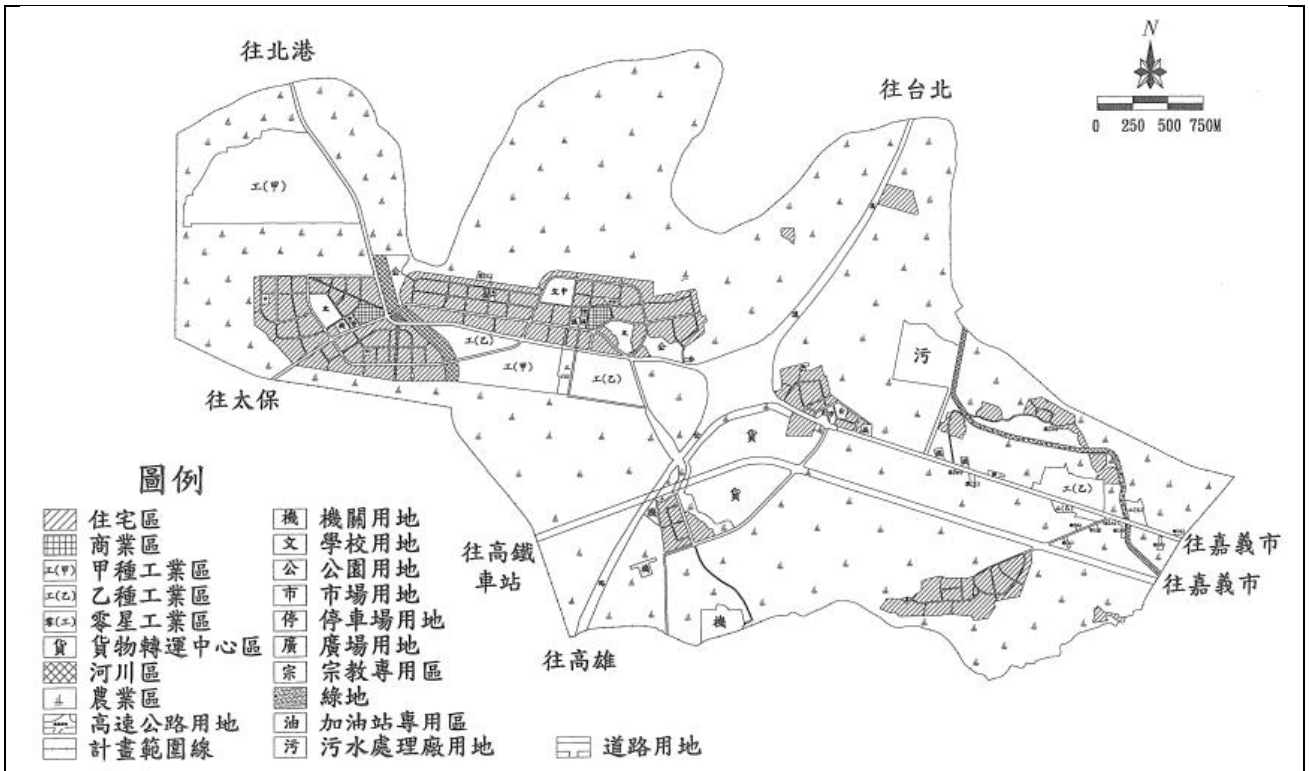 往北港
N
往台北
0 250 500 750M
工(甲)
公
文中
文
文
公
工(乙)
工(甲)
工(乙)
往太保
污
公
貨
貨
工(乙)
機
機
往高鐵
車站
往嘉義市
往嘉義市
往高雄
圖例
住宅區
機 機關用地
商業區
文 學校用地
工(甲) 甲種工業區
公 公園用地
工(乙) 乙種工業區
市 市場用地
零(工) 零星工業區
停 停車場用地
貨 貨物轉運中心區
廣 廣場用地
河川區
宗 宗教專用區
農業區
綠地
高速公路用地
油 加油站專用區
計畫範圍線
污 污水處理廠用地
道路用地